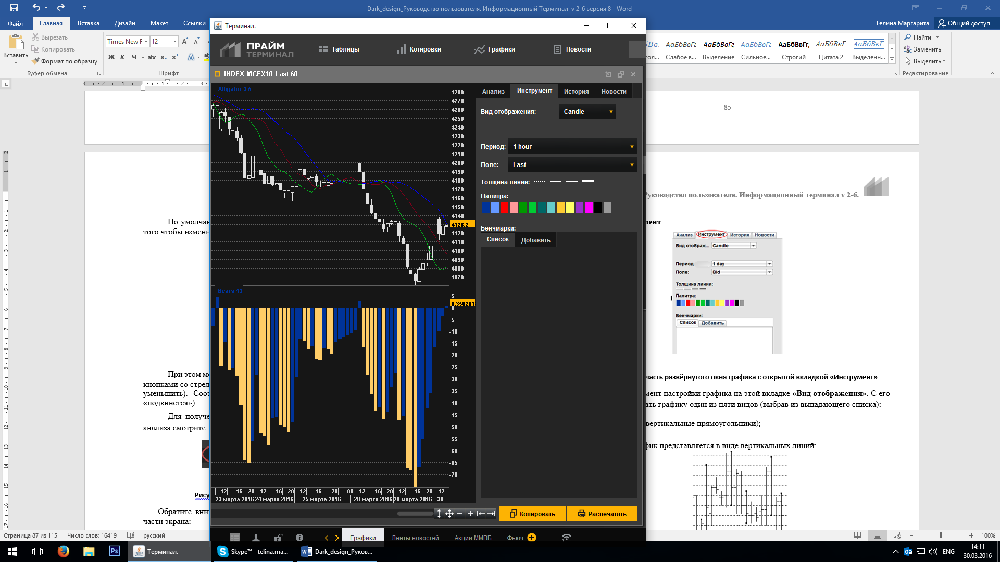 Dark_design_Руководство пользователя. Информационный Терминал  v 2-6 версия 8 - Word
Файл
Главная
Вставка
Дизайн
Макет
Ссылки
Телина Маргарита
Общий доступ
Вставить
Вырезать
Копировать
Формат по образцу
Буфер обмена
Times New R
12
Ж К Ч abc x₂ x²
Шрифт
АаБбВвГг АаБбВвГг АаБбВвГг АаБбВвГг АаБбВвГ АаБбВвГ
Слабое в...
Выделение
Сильное...
Строгий
Цитата 2
Выделенн...
Найти
Заменить
Выделить
Редактирование
Терминал.
ПРАЙМ
ТЕРМИНАЛ
Таблицы
Котировки
Графики
Новости
INDEX MCEX10 Last 60
Alligator 3 5
4280
4270
4260
4250
4240
4230
4220
4210
4200
4190
4180
4170
4160
4150
4140
4126.2
4120
4110
4100
4090
4080
4070
Bears 13
5
0.350201
0
-5
-10
-15
-20
-25
-30
-35
-40
-45
-50
-55
-60
-65
-70
12 16 20 12 16 20 12 16 20 00 12 16 20 12 16 20 12
23 марта 2016 24 марта 2016 25 марта 2016 28 марта 2016 29 марта 2016 30
Анализ
Инструмент
История
Новости
Вид отображения:
Candle
Период:
1 hour
Поле:
Last
Толщина линии:
Палитра:
Бенчмарки:
Список
Добавить
Копировать
Распечатать
Графики
Ленты новостей
Акции ММВБ
Фьюч
85
Руководство пользователя. Информационный терминал v 2-6.
По умолчан
того чтобы измени
При этом мо
кнопками со стрел
уменьшить). Соот
«подвинется»).
Для получе
анализа смотрите
Рису
Обратите вним
части экрана:
мент
Анализ Инструмент История Новости
Вид отображ... Candle
Период 1 day
Поле: Bid
Толщина линии:
Палитра:
Бенчмарки:
Список Добавить
часть развёрнутого окна графика с открытой вкладкой «Инструмент»
мент настройки графика на этой вкладке «Вид отображения». С его
ать графику один из пяти видов (выбрав из выпадающего списка):
вертикальные прямоугольники);
фик представляется в виде вертикальных линий:
Страница 87 из 115
Число слов: 16419
русский
100%
Ps
Терминал.
Skype™ - telina.ma...
Dark_design_Руков...
ENG
14:11
30.03.2016